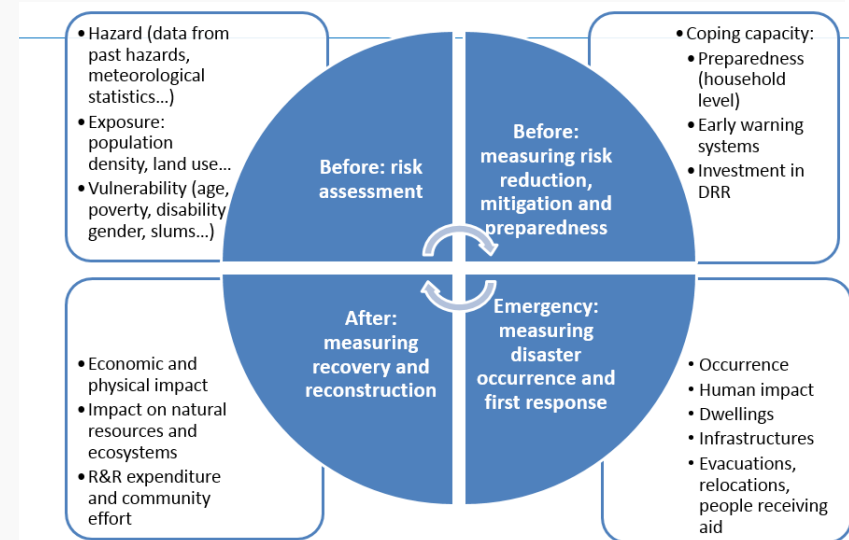 • Hazard (data from
past hazards,
meteorological
statistics...)
• Exposure:
population
density, land use...
• Vulnerability (age,
poverty, disability
gender, slums...)
Before: risk
assessment
Before:
measuring risk
reduction,
mitigation and
preparedness
• Coping capacity:
• Preparedness
(household
level)
• Early warning
systems
• Investment in
DRR
• Economic and
physical impact
• Impact on natural
resources and
ecosystems
• R&R expenditure
and community
effort
After:
measuring
recovery and
reconstruction
Emergency:
measuring
disaster
occurrence and
first response
• Occurrence
• Human impact
• Dwellings
• Infrastructures
• Evacuations,
relocations,
people receiving
aid